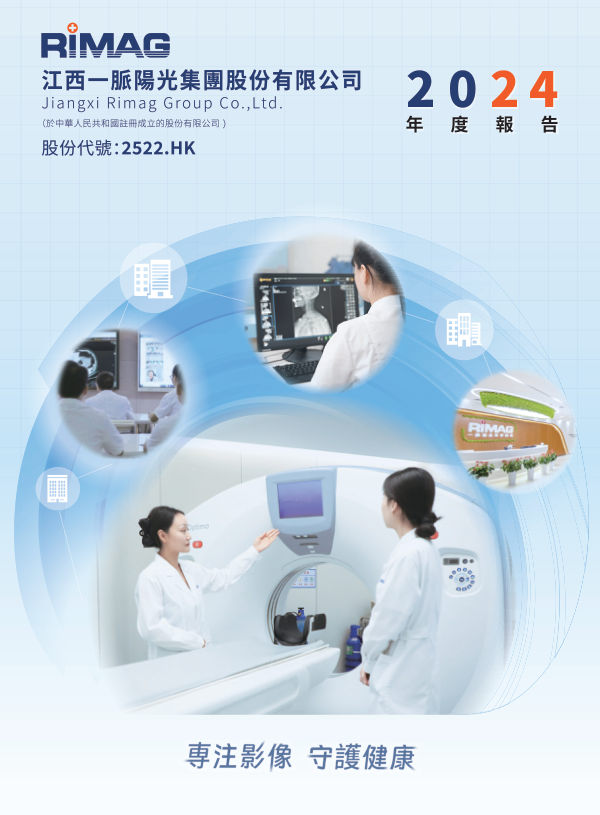 RiMAG
江西一脈陽光集團股份有限公司
Jiangxi Rimag Group Co.,Ltd.
(於中華人民共和國註冊成立的股份有限公司)
股份代號：2522.HK
2024
年度報告
RiMAG
Optima
專注影像 守護健康